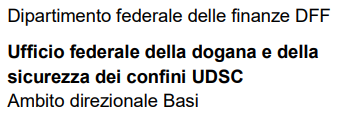 Dipartimento federale delle finanze DFF
Ufficio federale della dogana e della
sicurezza dei confini UDSC
Ambito direzionale Basi